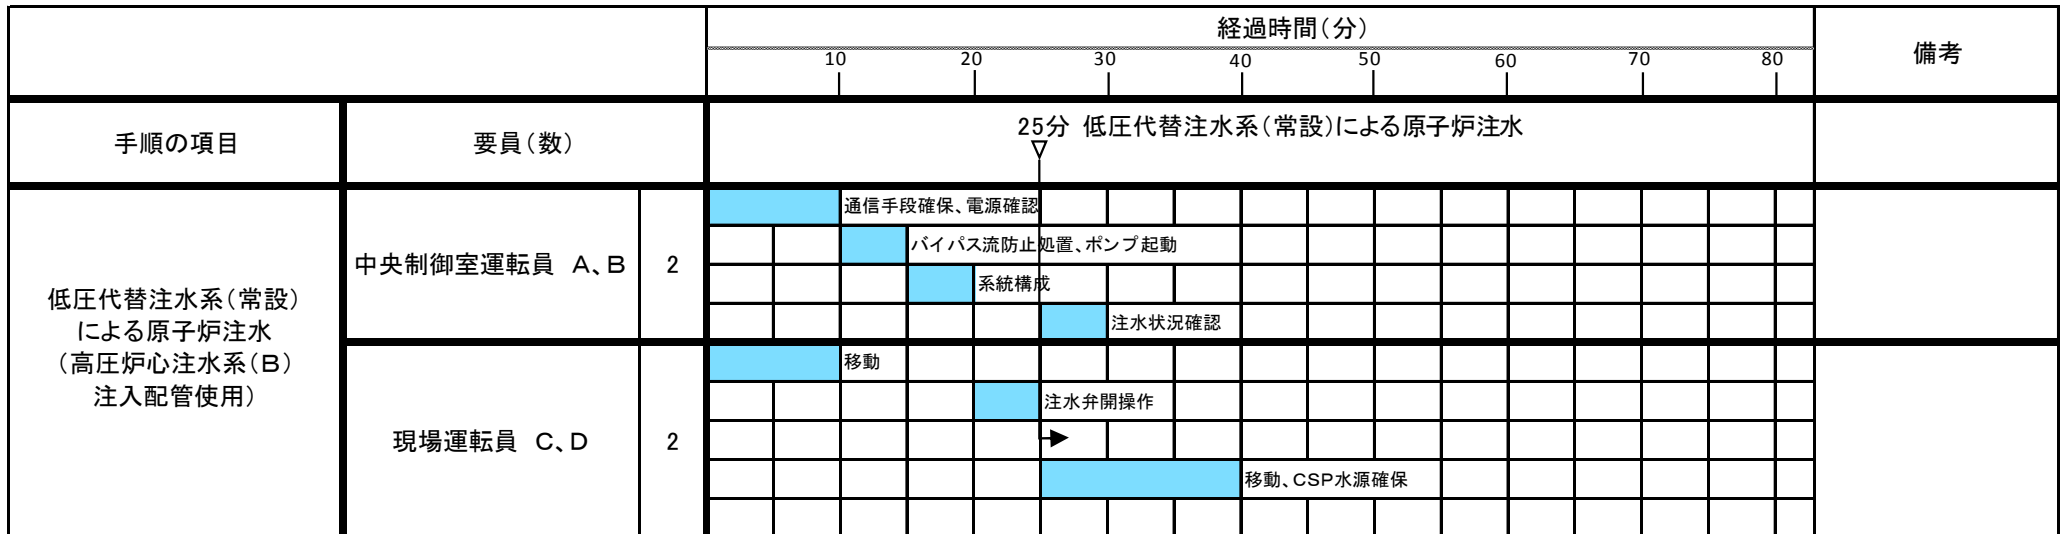 経過時間(分)
備考
10 20 30 40 50 60 70 80
手順の項目
要員(数)
25分 低圧代替注水系(常設)による原子炉注水
低圧代替注水系(常設)
による原子炉注水
(高圧炉心注水系(B)
注入配管使用)
中央制御室運転員 A、B
2
通信手段確保、電源確認
バイパス流防止処置、ポンプ起動
系統構成
注水状況確認
現場運転員 C、D
2
移動
注水弁開操作
移動、CSP水源確保